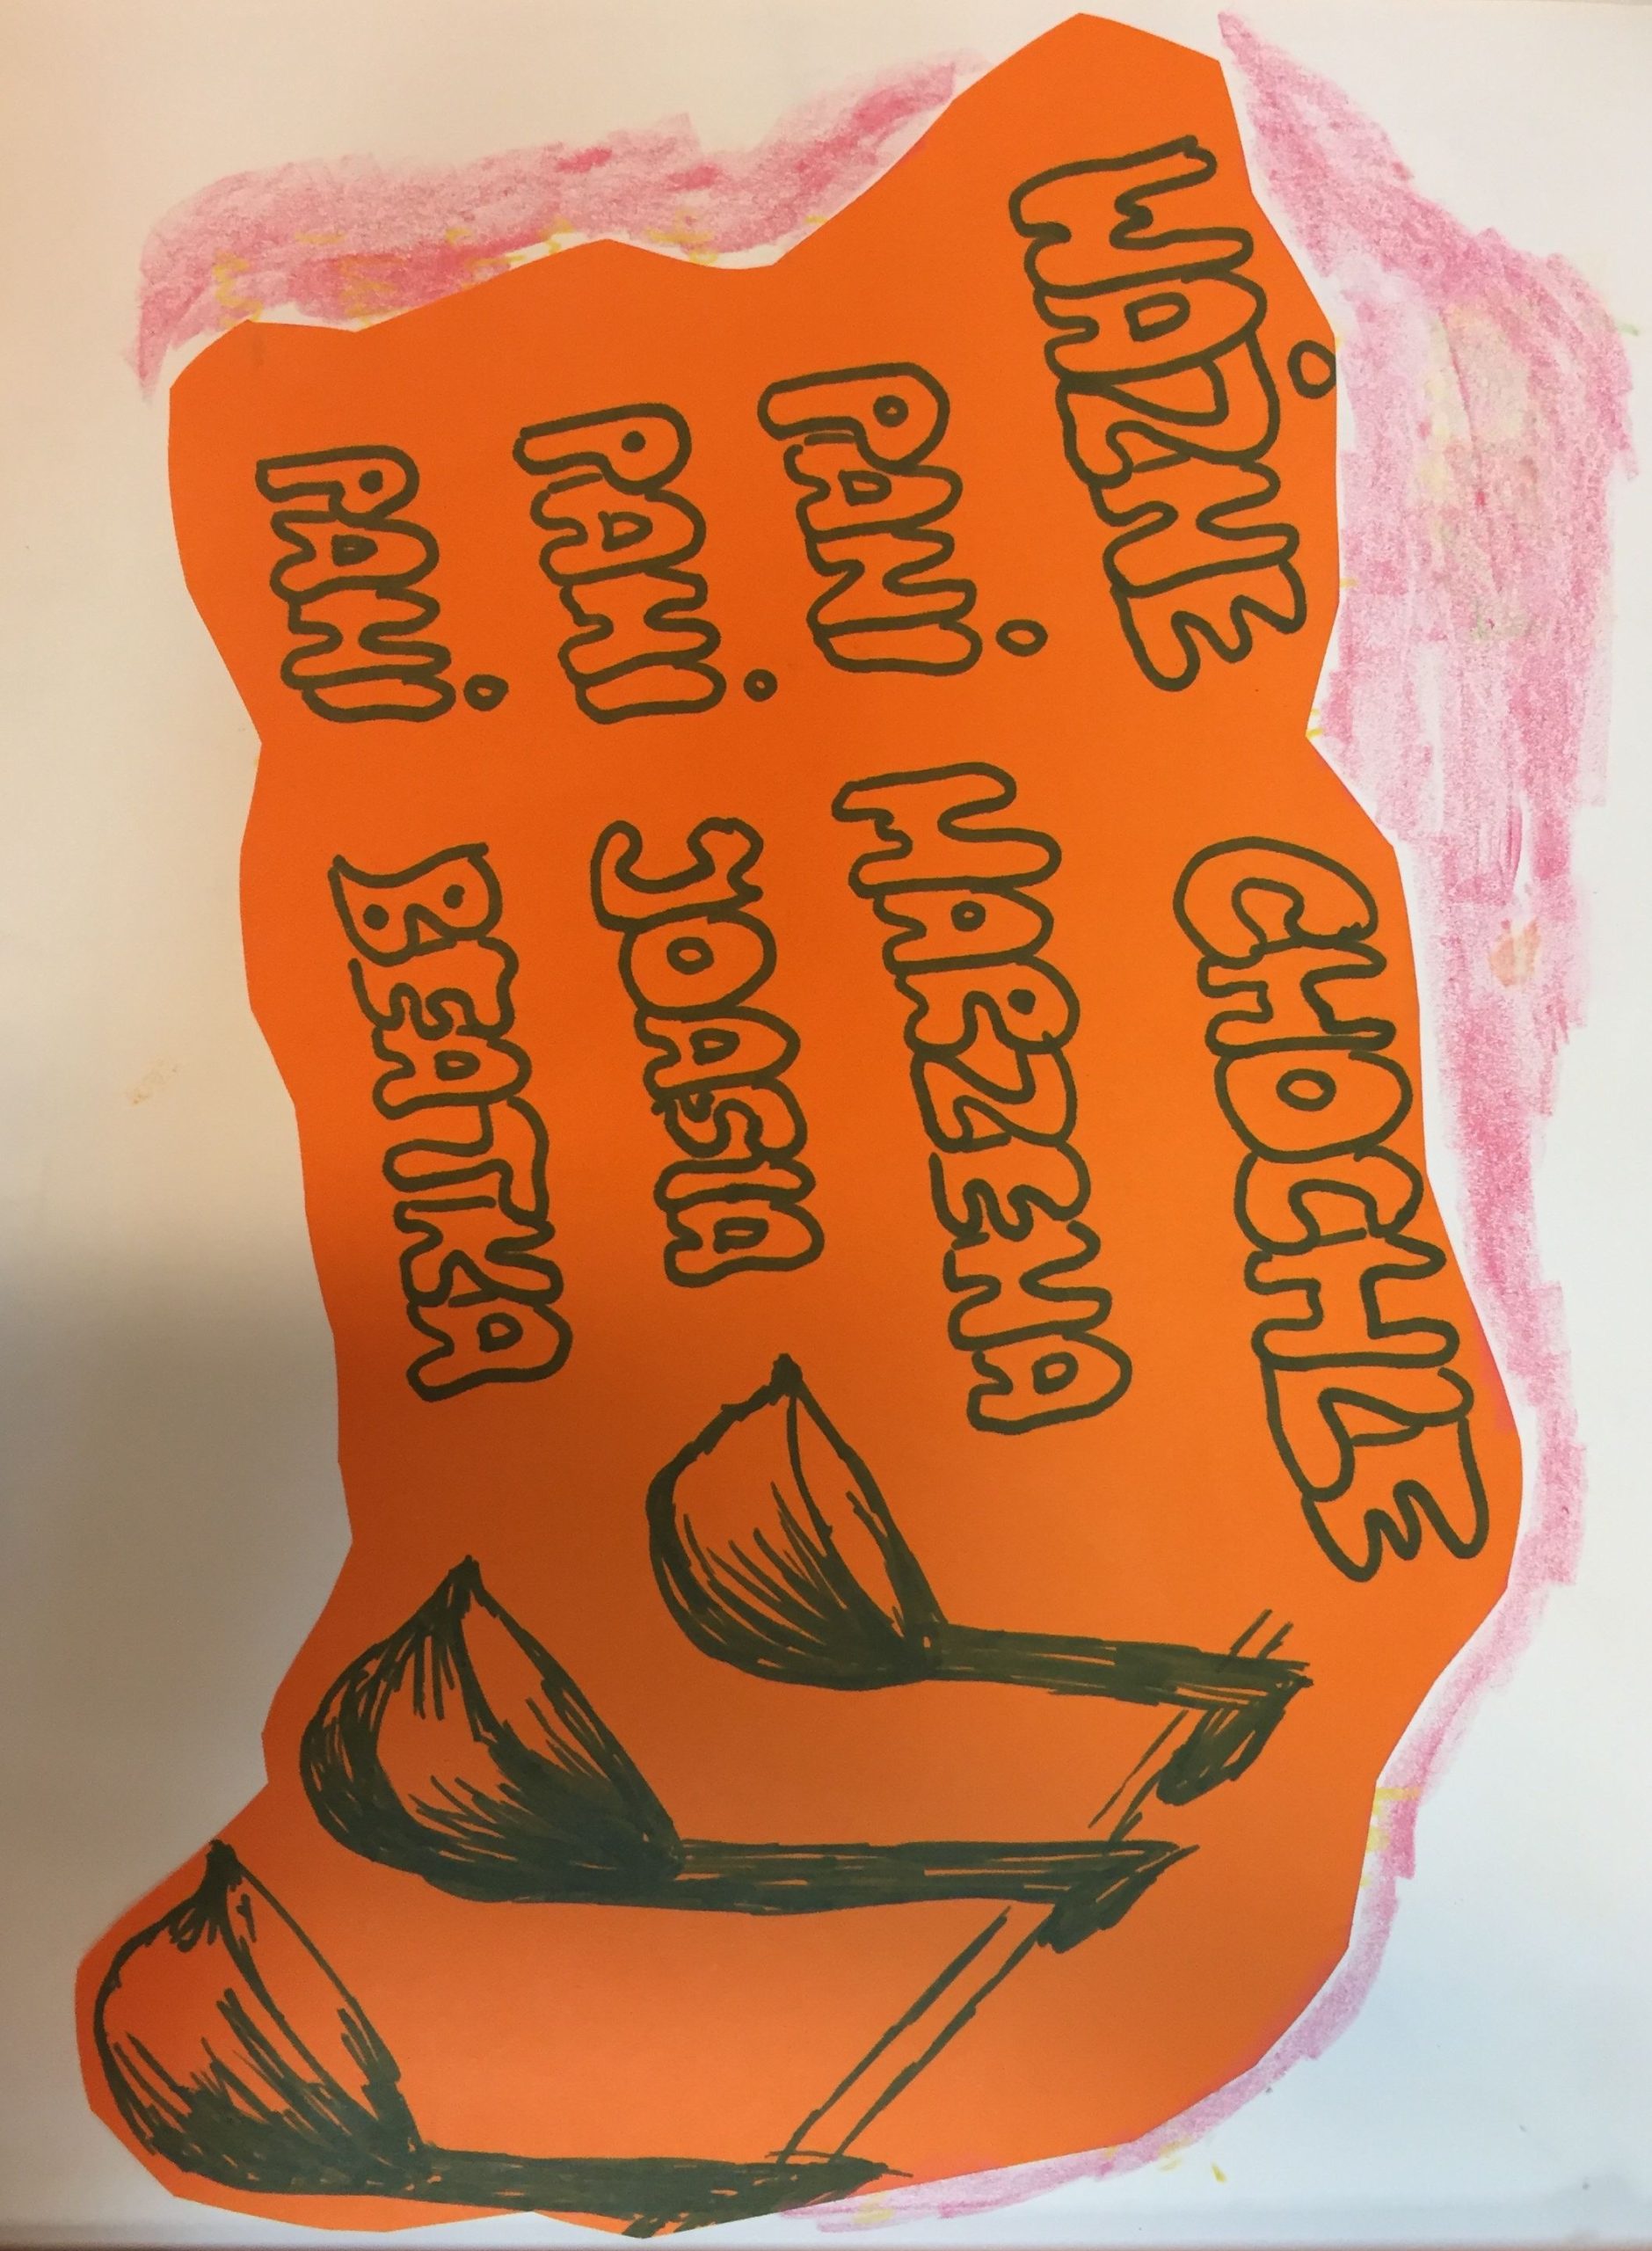 WAŻNE CHOCHLE
PANI MARZENA
PANI JOASIA
PANI BEATKA